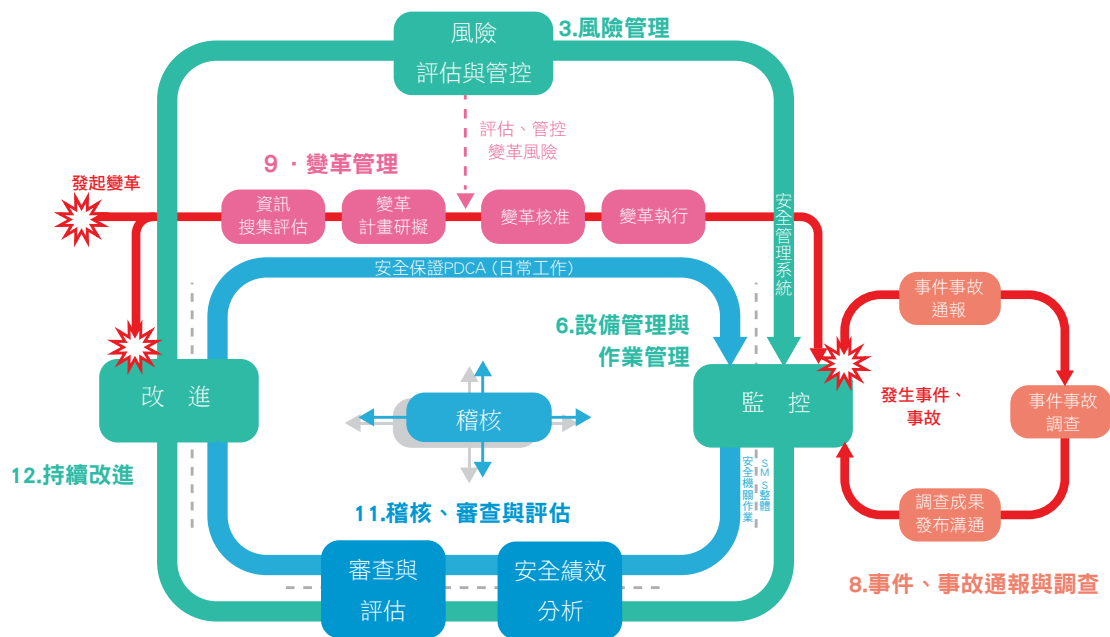 風險
評估與管控
3.風險管理
評估、管控
變革風險
9 · 變革管理
發起變革
資訊
搜集評估
變革
計畫研擬
變革核准
變革執行
安全管理系統
安全保證PDCA (日常工作)
事件事故
通報
6.設備管理與
作業管理
改 進
稽核
監 控
發生事件、
事故
事件事故
調查
12.持續改進
安全機關作業
SMS整體
11.稽核、審查與評估
調查成果
發布溝通
審查與
評估
安全績效
分析
8.事件、事故通報與調查